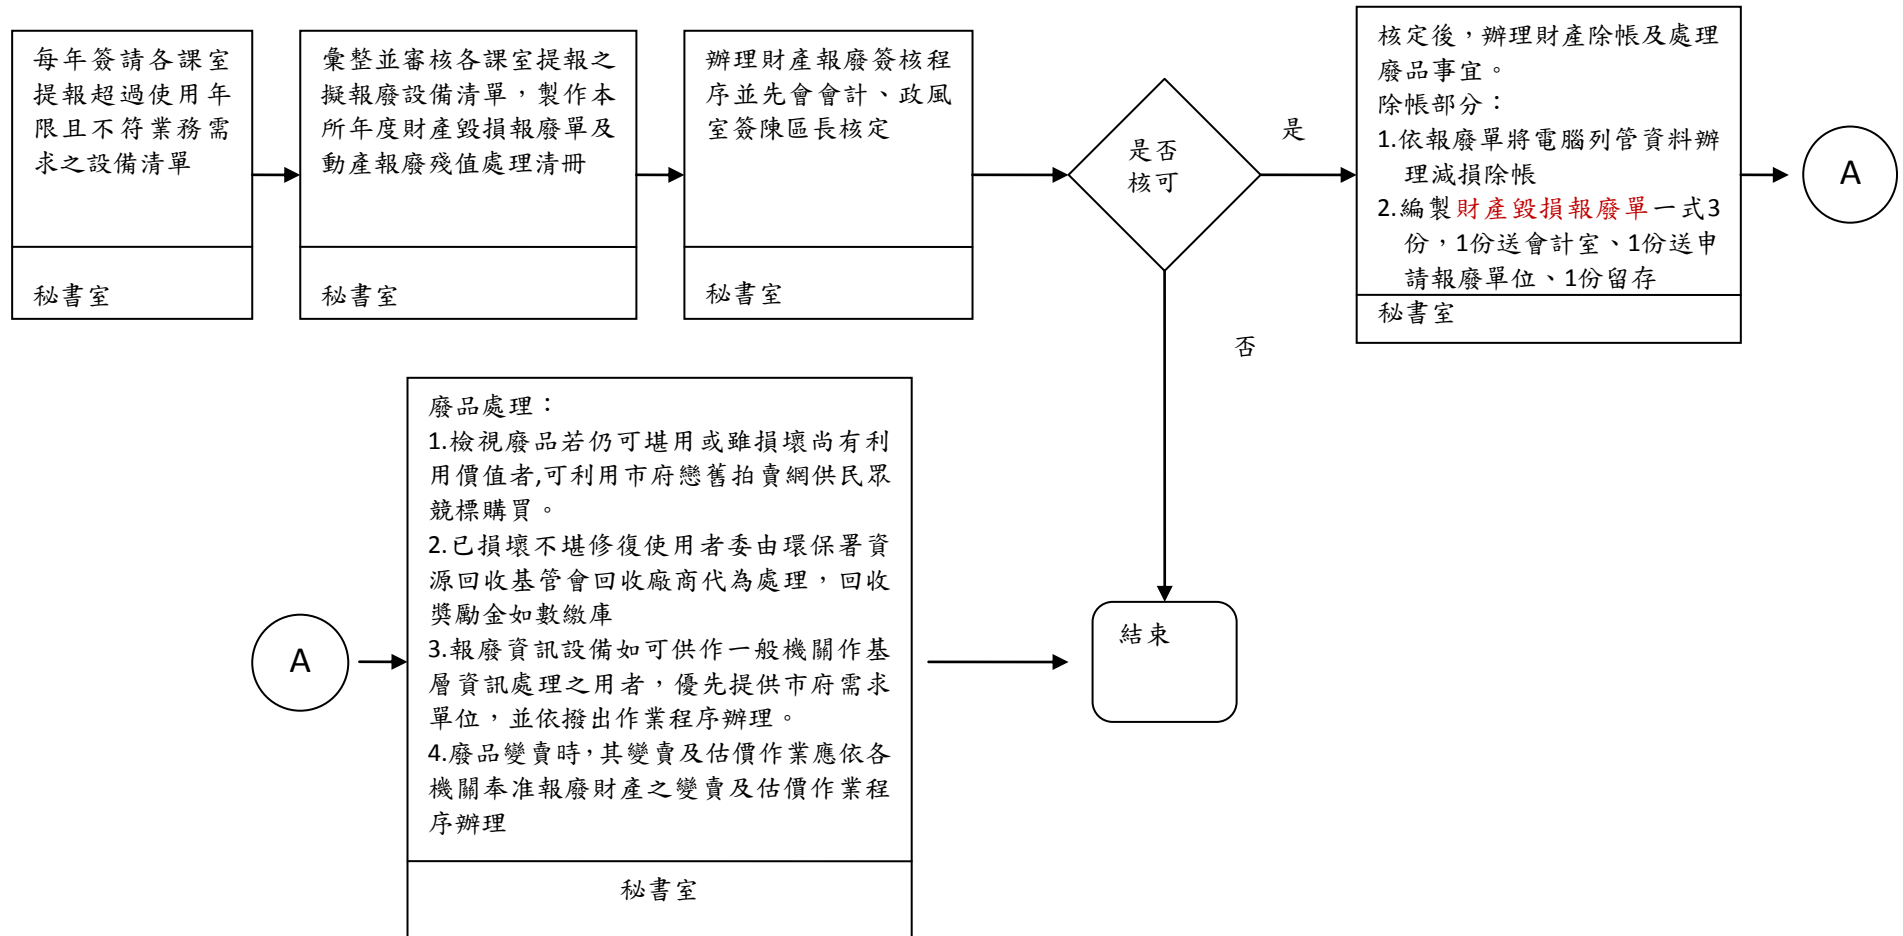 每年簽請各課室
提報超過使用年
限且不符業務需
求之設備清單
秘書室
彙整並審核各課室提報之
擬報廢設備清單，製作本
所年度財產毀損報廢單及
動產報廢殘值處理清冊
秘書室
辦理財產報廢簽核程
序並先會會計、政風
室簽陳區長核定
秘書室
是否
核可
是
否
核定後，辦理財產除帳及處理
廢品事宜。
除帳部分：
1.依報廢單將電腦列管資料辦
理減損除帳
2.編製財產毀損報廢單一式3
份，1份送會計室、1份送申
請報廢單位、1份留存
秘書室
A
A
廢品處理：
1.檢視廢品若仍可堪用或雖損壞尚有利
用價值者,可利用市府戀舊拍賣網供民眾
競標購買。
2.已損壞不堪修復使用者委由環保署資
源回收基管會回收廠商代為處理，回收
獎勵金如數繳庫
3.報廢資訊設備如可供作一般機關作基
層資訊處理之用者，優先提供市府需求
單位，並依撥出作業程序辦理。
4.廢品變賣時，其變賣及估價作業應依各
機關奉准報廢財產之變賣及估價作業程
序辦理
秘書室
結束